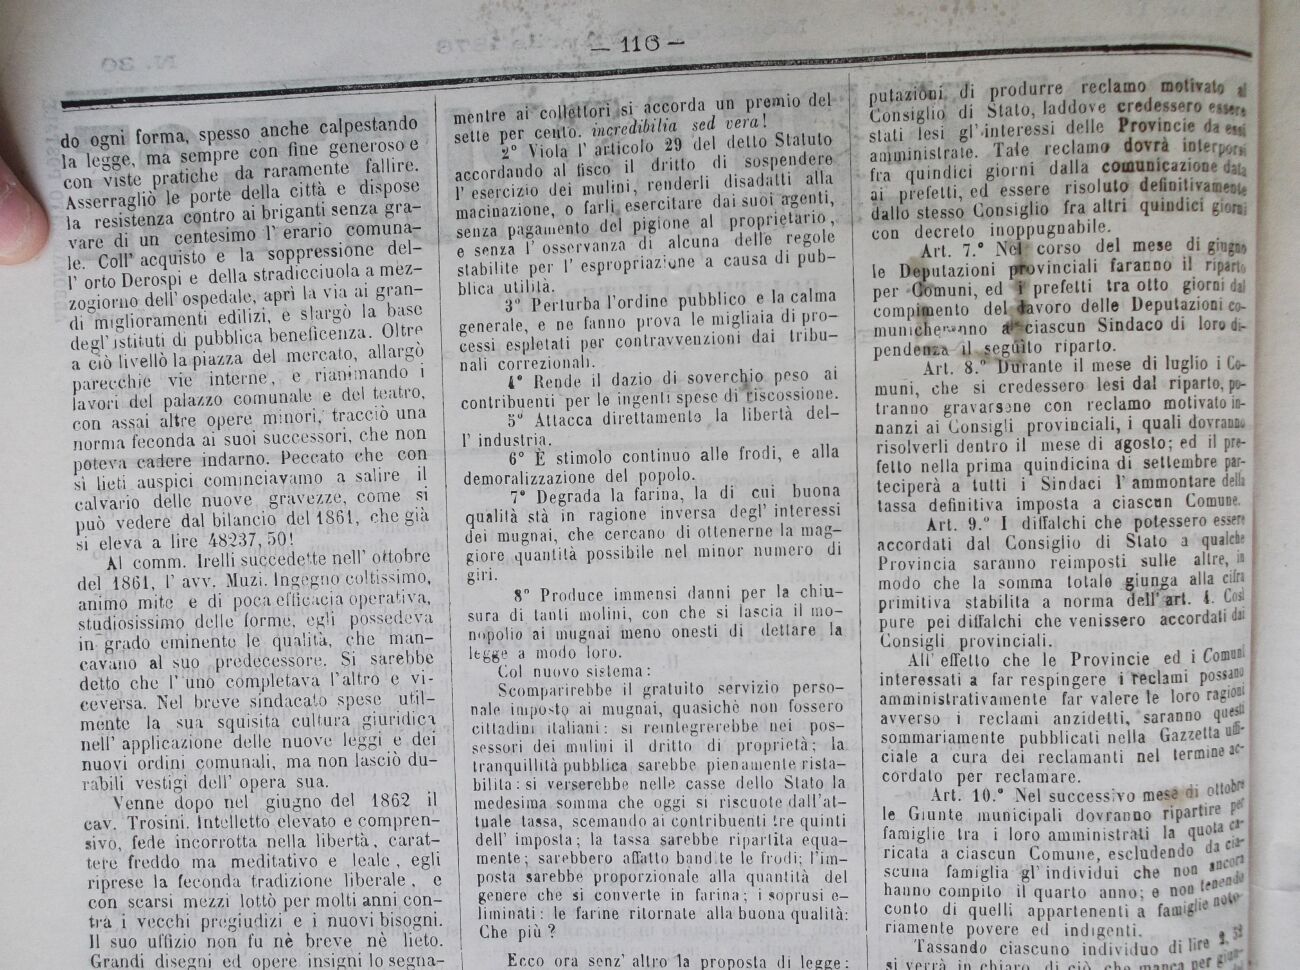 — 116 —
do ogni forma, spesso anche calpestando
la legge, ma sempre con fine generoso e
con viste pratiche da raramente fallire.
Asserragliò le porte della città e dispose
la resistenza contro ai briganti senza gra-
vare di un centesimo l' erario comuna-
le. Coll' acquisto e la soppressione del-
l' orto Derospi e della stradicciuola a mez-
zogiorno dell' ospedale, aprì la via ai gran-
di miglioramenti edilizi, e slargò la base
degl' istituti di pubblica beneficenza. Oltre
a ciò livellò la piazza del mercato, allargò
parecchie vie interne, e rianimando i
lavori del palazzo comunale e del teatro,
con assai altre opere minori, tracciò una
norma feconda ai suoi successori, che non
poteva cadere indarno. Peccato che con
sì lieti auspici cominciavamo a salire il
calvario delle nuove gravezze, come si
può vedere dal bilancio del 1861, che già
si eleva a lire 48237, 50!
Al comm. Irelli succedette nell' ottobre
del 1861, l' avv. Muzi. Ingegno coltissimo,
animo mite e di poca efficacia operativa,
studiosissimo delle forme, egli possedeva
in grado eminente le qualità, che man-
cavano al suo predecessore. Si sarebbe
detto che l' uno completava l'altro e vi-
ceversa. Nel breve sindacato spese util-
mente la sua squisita cultura giuridica
nell' applicazione delle nuove leggi e dei
nuovi ordini comunali, ma non lasciò du-
rabili vestigi dell' opera sua.
Venne dopo nel giugno del 1862 il
cav. Trosini. Intelletto elevato e compren-
sivo, fede incorrotta nella libertà, carat-
tere freddo ma meditativo e leale, egli
riprese la feconda tradizione liberale, e
con scarsi mezzi lottò per molti anni con-
tra i vecchi pregiudizi e i nuovi bisogni.
Il suo uffizio non fu nè breve nè lieto.
Grandi disegni ed opere insigni lo segna-
mentre ai collettori si accorda un premio del
sette per cento. incredibilia sed vera!
2° Viola l' articolo 29 del detto Statuto
accordando al fisco il dritto di sospendere
l' esercizio dei mulini, renderli disadatti alla
macinazione, o farli esercitare dai suoi agenti,
senza pagamento del pigione al proprietario,
e senza l' osservanza di alcuna delle regole
stabilite per l' espropriazione a causa di pub-
blica utilità.
3° Perturba l'ordine pubblico e la calma
generale, e ne fanno prova le migliaia di pro-
cessi espletati per contravvenzioni dai tribu-
nali correzionali.
4° Rende il dazio di soverchio peso ai
contribuenti per le ingenti spese di riscossione.
5° Attacca direttamente la libertà del-
l' industria.
6° È stimolo continuo alle frodi, e alla
demoralizzazione del popolo.
7° Degrada la farina, la di cui buona
qualità stà in ragione inversa degl' interessi
dei mugnai, che cercano di ottenerne la mag-
giore quantità possibile nel minor numero di
giri.
8° Produce immensi danni per la chiu-
sura di tanti molini, con che si lascia il mo-
nopolio ai mugnai meno onesti di dettare la
legge a modo loro.
Col nuovo sistema:
Scomparirebbe il gratuito servizio perso-
nale imposto ai mugnai, quasichè non fossero
cittadini italiani: si reintegrerebbe nei pos-
sessori dei mulini il dritto di proprietà; la
tranquillità pubblica sarebbe pienamente rista-
bilita: si verserebbe nelle casse dello Stato la
medesima somma che oggi si riscuote dall'at-
tuale tassa, scemando ai contribuenti tre quinti
dell' imposta; la tassa sarebbe ripartita equa-
mente; sarebbero affatto bandite le frodi; l'im-
posta sarebbe proporzionale alla quantità del
genere che si converte in farina; i soprusi e-
liminati: le farine ritornate alla buona qualità:
Che più ?
Ecco ora senz' altro la proposta di legge:
putazioni di produrre reclamo motivato al
Consiglio di Stato, laddove credessero essere
stati lesi gl' interessi delle Provincie da essi
amministrate. Tale reclamo dovrà interporsi
fra quindici giorni dalla comunicazione data
ai prefetti, ed essere risoluto definitivamente
dallo stesso Consiglio fra altri quindici giorni
con decreto inoppugnabile.
Art. 7.° Nel corso del mese di giugno
le Deputazioni provinciali faranno il riparto
per Comuni, ed i prefetti tra otto giorni dal
compimento del lavoro delle Deputazioni co-
municheranno a ciascun Sindaco di loro di-
pendenza il seguìto riparto.
Art. 8.° Durante il mese di luglio i Co-
muni, che si credessero lesi dal riparto, po-
tranno gravarsene con reclamo motivato in-
nanzi ai Consigli provinciali, i quali dovranno
risolverli dentro il mese di agosto; ed il pre-
fetto nella prima quindicina di settembre par-
teciperà a tutti i Sindaci l' ammontare della
tassa definitiva imposta a ciascun Comune.
Art. 9.° I diffalchi che potessero essere
accordati dal Consiglio di Stato a qualche
Provincia saranno reimposti sulle altre, in
modo che la somma totale giunga alla cifra
primitiva stabilita a norma dell'art. 4. Così
pure pei diffalchi che venissero accordati dai
Consigli provinciali.
All' effetto che le Provincie ed i Comuni
interessati a far respingere i reclami possano
amministrativamente far valere le loro ragioni
avverso i reclami anzidetti, saranno questi
sommariamente pubblicati nella Gazzetta uffi-
ciale a cura dei reclamanti nel termine ac-
cordato per reclamare.
Art. 10.° Nel successivo mese di ottobre
le Giunte municipali dovranno ripartire per
famiglie tra i loro amministrati la quota ca-
ricata a ciascun Comune, escludendo da cia-
scuna famiglia gl' individui che non ancora
hanno compito il quarto anno; e non tenendo
conto di quelli appartenenti a famiglie noto-
riamente povere ed indigenti.
Tassando ciascuno individuo di lire 2, 52
si verrà in chiaro di ciò che manca per giun-